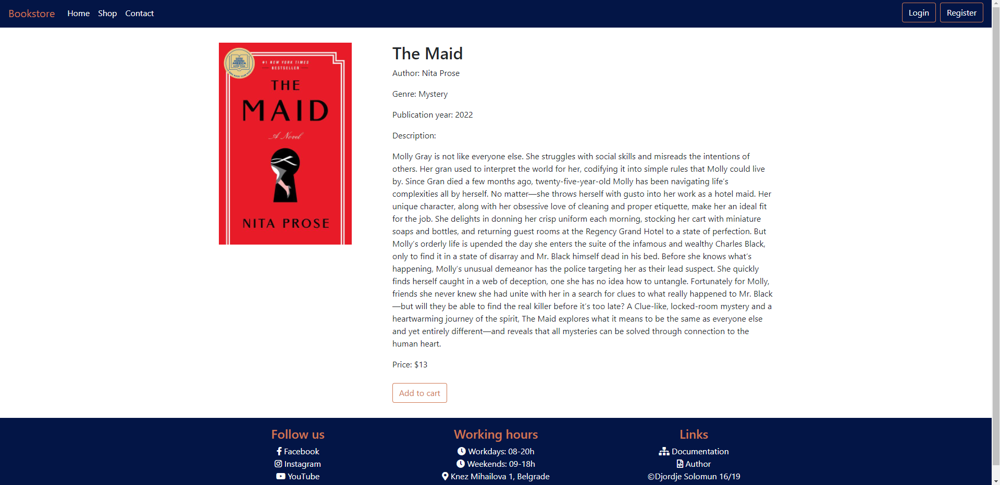 Bookstore Home Shop Contact Login Register
GOOD MORNING AMERICA BOOK CLUB
#1 NEW YORK TIMES
BESTSELLER
THE
MAID
A Novel
NITA PROSE
The Maid
Author: Nita Prose
Genre: Mystery
Publication year: 2022
Description:
Molly Gray is not like everyone else. She struggles with social skills and misreads the intentions of
others. Her gran used to interpret the world for her, codifying it into simple rules that Molly could live
by. Since Gran died a few months ago, twenty-five-year-old Molly has been navigating life’s
complexities all by herself. No matter—she throws herself with gusto into her work as a hotel maid. Her
unique character, along with her obsessive love of cleaning and proper etiquette, make her an ideal fit
for the job. She delights in donning her crisp uniform each morning, stocking her cart with miniature
soaps and bottles, and returning guest rooms at the Regency Grand Hotel to a state of perfection. But
Molly’s orderly life is upended the day she enters the suite of the infamous and wealthy Charles Black,
only to find it in a state of disarray and Mr. Black himself dead in his bed. Before she knows what’s
happening, Molly’s unusual demeanor has the police targeting her as their lead suspect. She quickly
finds herself caught in a web of deception, one she has no idea how to untangle. Fortunately for Molly,
friends she never knew she had unite with her in a search for clues to what really happened to Mr. Black
—but will they be able to find the real killer before it’s too late? A Clue-like, locked-room mystery and a
heartwarming journey of the spirit, The Maid explores what it means to be the same as everyone else
and yet entirely different—and reveals that all mysteries can be solved through connection to the
human heart.
Price: $13
Add to cart
Follow us
Facebook
Instagram
YouTube
Working hours
Workdays: 08-20h
Weekends: 09-18h
Knez Mihailova 1, Belgrade
Links
Documentation
Author
©Djordje Solomun 16/19